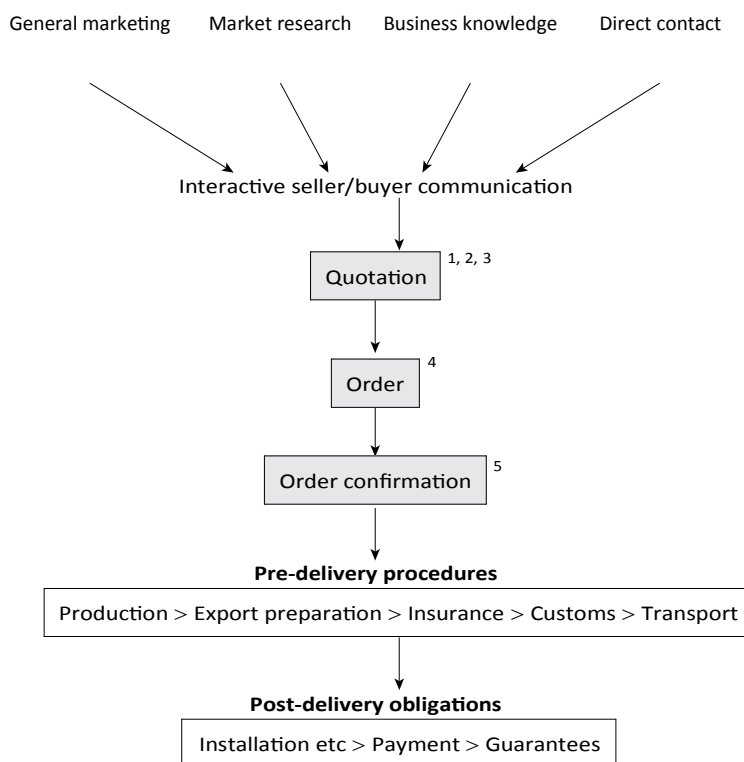 General marketing Market research Business knowledge Direct contact
Interactive seller/buyer communication
Quotation 1, 2, 3
Order 4
Order confirmation 5
Pre-delivery procedures
Production > Export preparation > Insurance > Customs > Transport
Post-delivery obligations
Installation etc > Payment > Guarantees